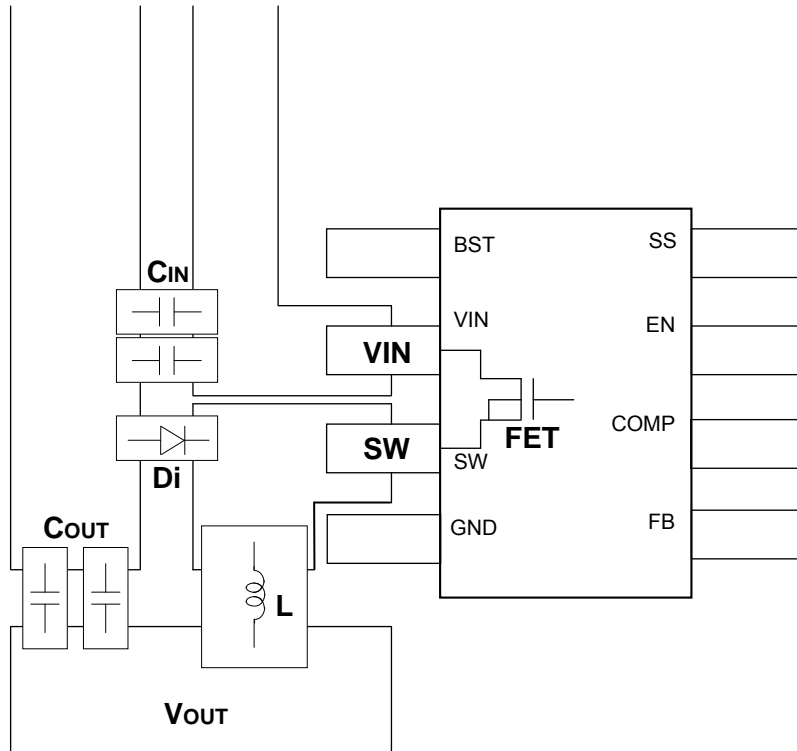 BST
SS
CIN
VIN
EN
VIN
FET
COMP
SW
SW
Di
COUT
GND
FB
L
VOUT